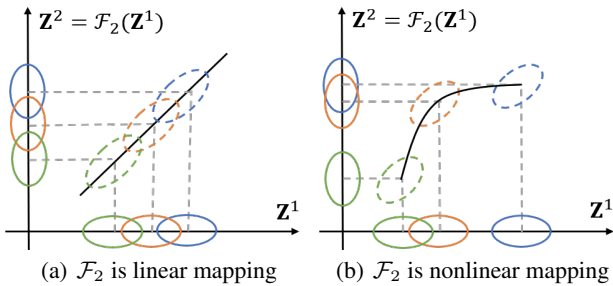 𝐙² = ℱ₂(𝐙¹)
𝐙¹
(a) ℱ₂ is linear mapping
𝐙² = ℱ₂(𝐙¹)
𝐙¹
(b) ℱ₂ is nonlinear mapping